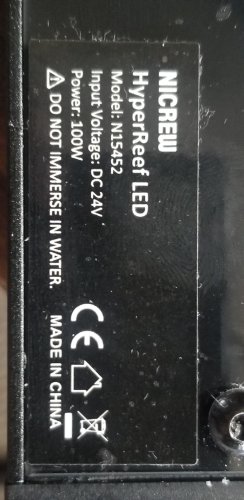 NICREW
HyperReef LED
Model: N15452
Input Voltage: DC 24V
Power: 100W
DO NOT IMMERSE IN WATER.
CE
MADE IN CHINA